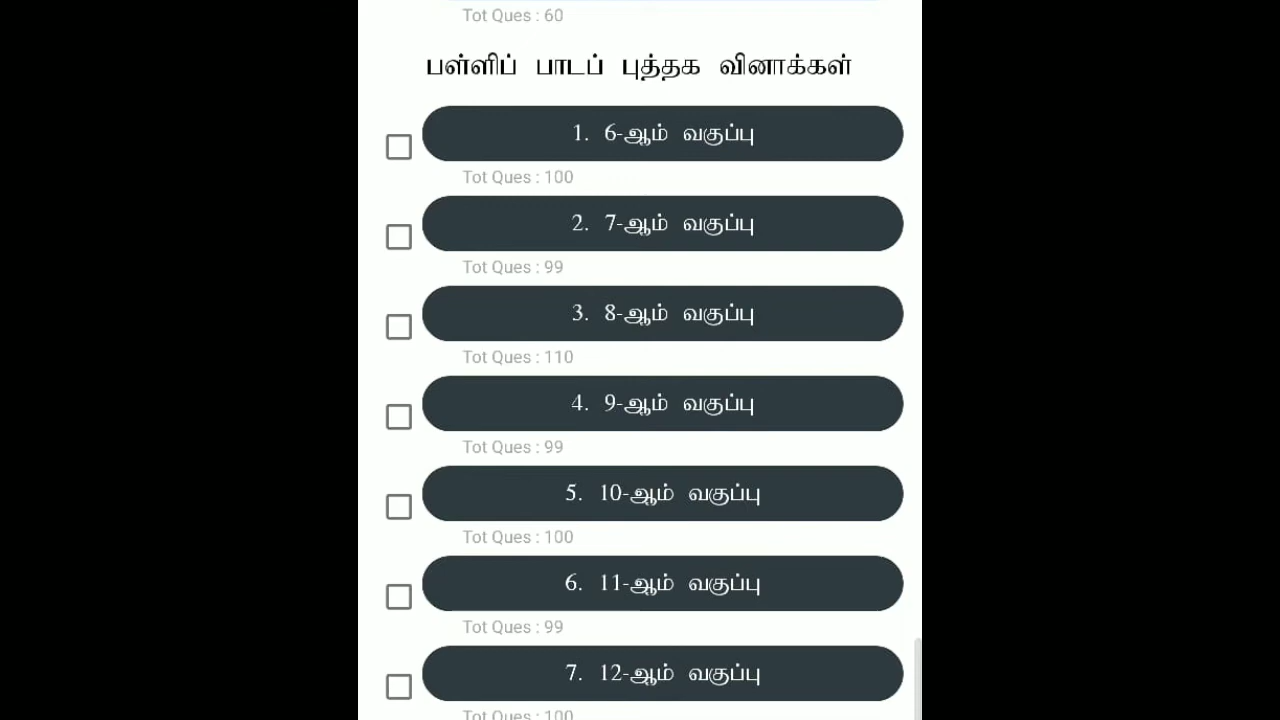 Tot Ques : 60
பள்ளிப் பாடப் புத்தக வினாக்கள்
1. 6-ஆம் வகுப்பு
Tot Ques : 100
2. 7-ஆம் வகுப்பு
Tot Ques : 99
3. 8-ஆம் வகுப்பு
Tot Ques : 110
4. 9-ஆம் வகுப்பு
Tot Ques : 99
5. 10-ஆம் வகுப்பு
Tot Ques : 100
6. 11-ஆம் வகுப்பு
Tot Ques : 99
7. 12-ஆம் வகுப்பு
Tot Ques : 100